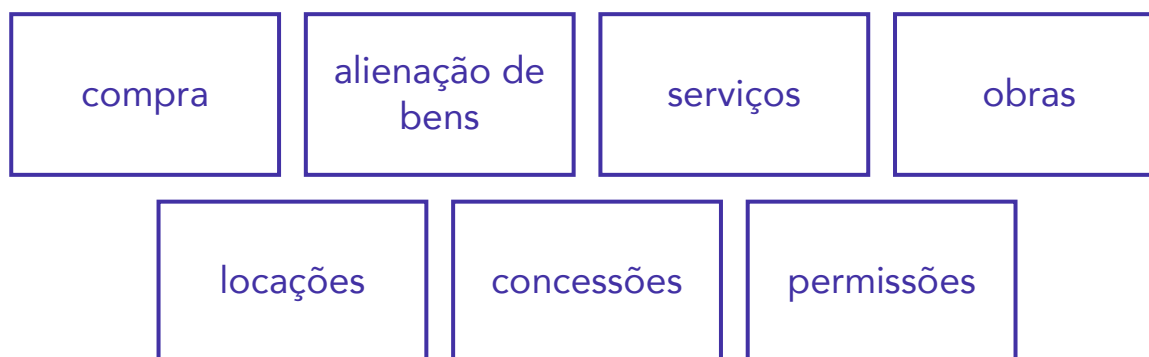 compra
alienação de
bens
serviços
obras
locações
concessões
permissões